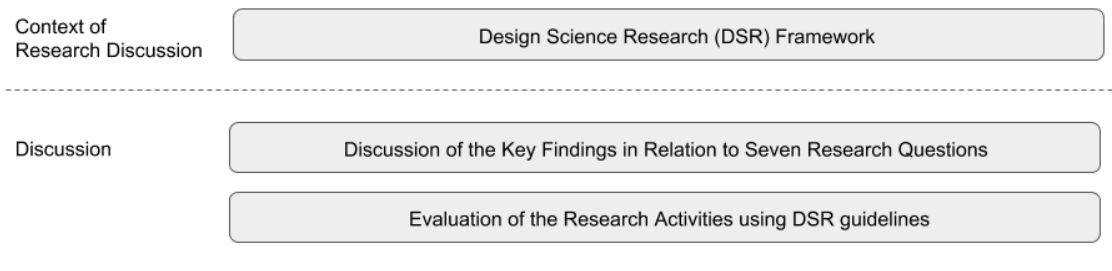 Context of
Research Discussion
Design Science Research (DSR) Framework
Discussion
Discussion of the Key Findings in Relation to Seven Research Questions
Evaluation of the Research Activities using DSR guidelines